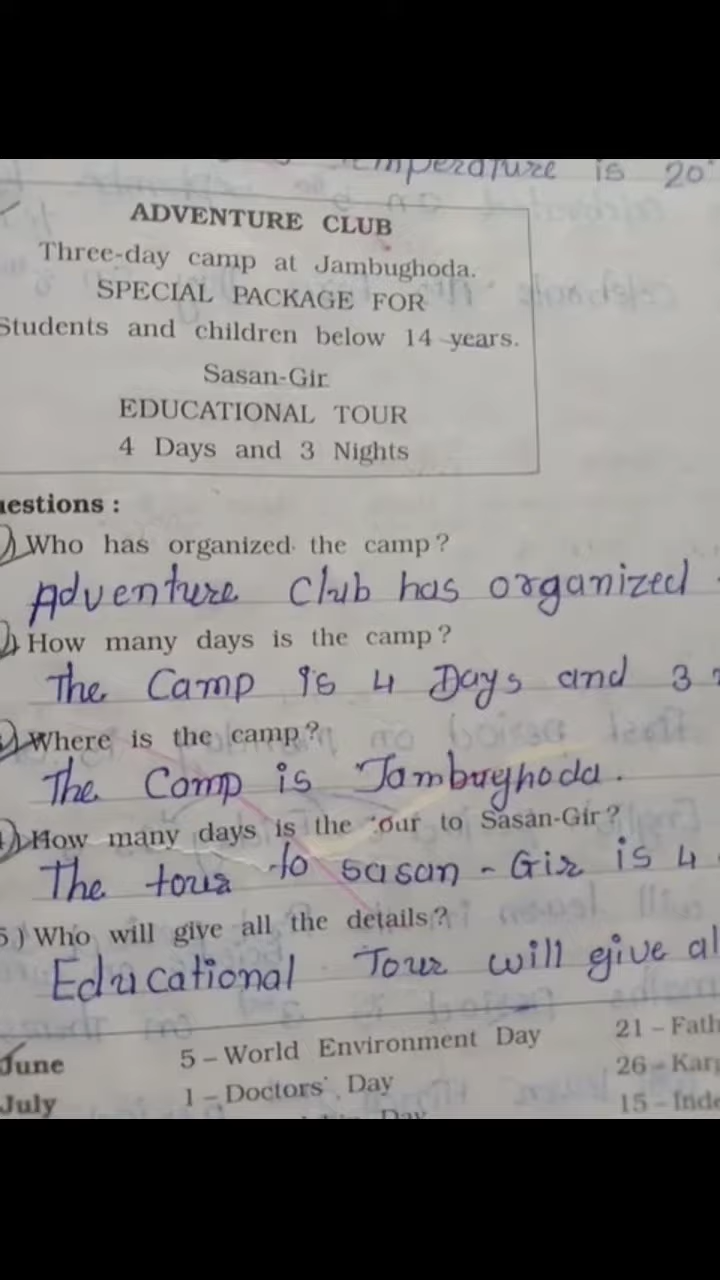 temperature is 20°
ADVENTURE CLUB
Three-day camp at Jambughoda.
SPECIAL PACKAGE FOR
Students and children below 14 years.
Sasan-Gir
EDUCATIONAL TOUR
4 Days and 3 Nights
uestions :
Who has organized the camp?
Adventure Club has organized
How many days is the camp?
The Camp is 4 Days and 3
Where is the camp?
The Camp is Jambughoda.
) How many days is the our to Sasan-Gir?
The tour to sasan - Gir is 4
5) Who will give all the details?
Educational Tour will give al
June 5 – World Environment Day 21 – Fath
July 1 – Doctors' Day 26 – Karg
Day 15 – Inde